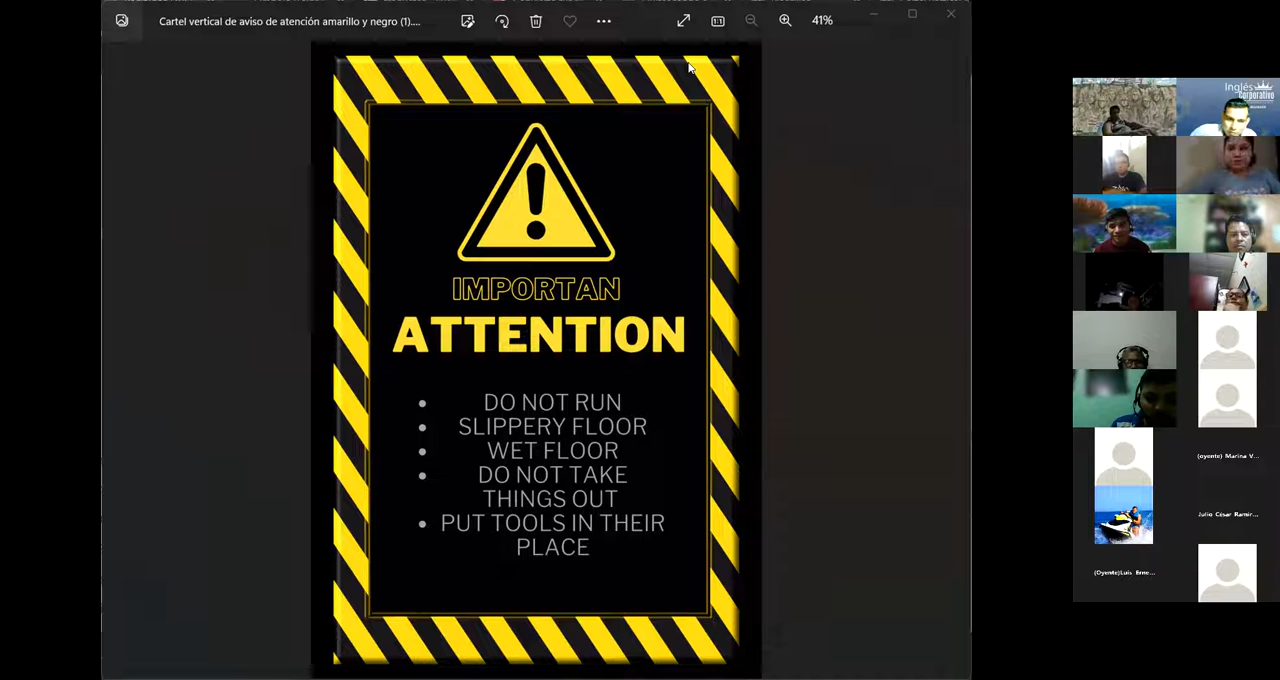 Cartel vertical de aviso de atención amarillo y negro (1)....
41%
IMPORTAN
ATTENTION
• DO NOT RUN
• SLIPPERY FLOOR
• WET FLOOR
• DO NOT TAKE
THINGS OUT
• PUT TOOLS IN THEIR
PLACE
Inglés
Corporativo
(oyente) Marina V...
Julio César Ramir...
(Oyente)Luis Erne...